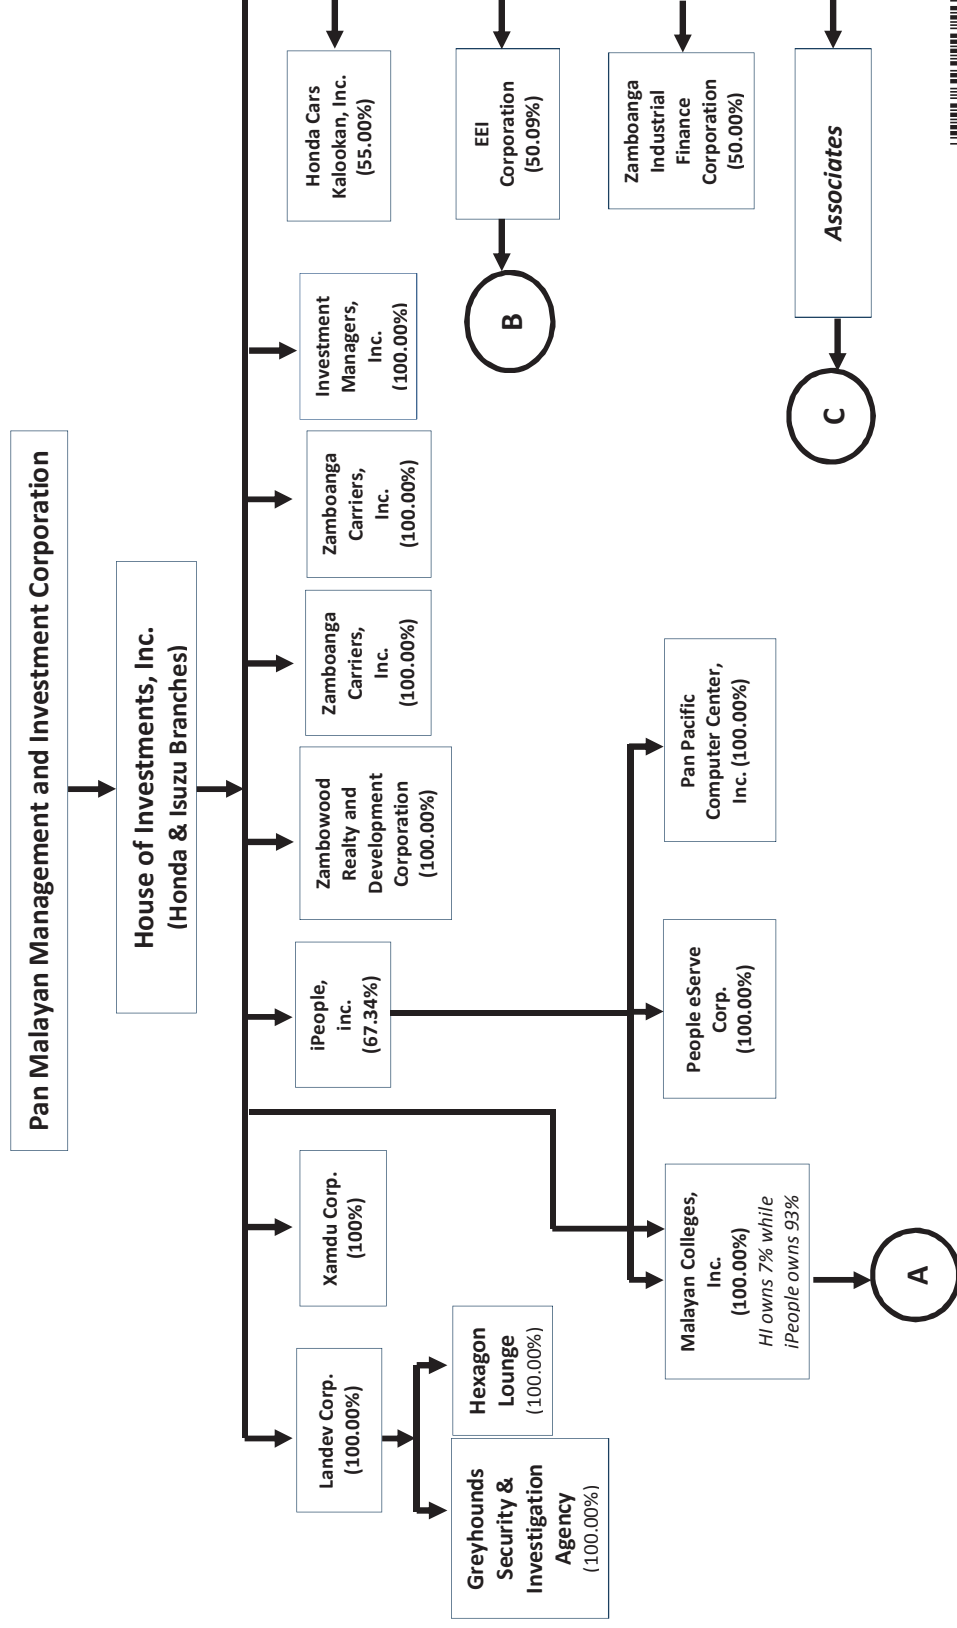 Pan Malayan Management and Investment Corporation
House of Investments, Inc.
(Honda & Isuzu Branches)
Landev Corp.
(100.00%)
Xamdu Corp.
(100%)
iPeople,
inc.
(67.34%)
Zambowood
Realty and
Development
Corporation
(100.00%)
Zamboanga
Carriers,
Inc.
(100.00%)
Zamboanga
Carriers,
Inc.
(100.00%)
Investment
Managers,
Inc.
(100.00%)
Honda Cars
Kalookan, Inc.
(55.00%)
Greyhounds
Security &
Investigation
Agency
(100.00%)
Hexagon
Lounge
(100.00%)
B
EEI
Corporation
(50.09%)
Malayan Colleges,
Inc.
(100.00%)
HI owns 7% while
iPeople owns 93%
People eServe
Corp.
(100.00%)
Pan Pacific
Computer Center,
Inc. (100.00%)
Zamboanga
Industrial
Finance
Corporation
(50.00%)
A
C
Associates